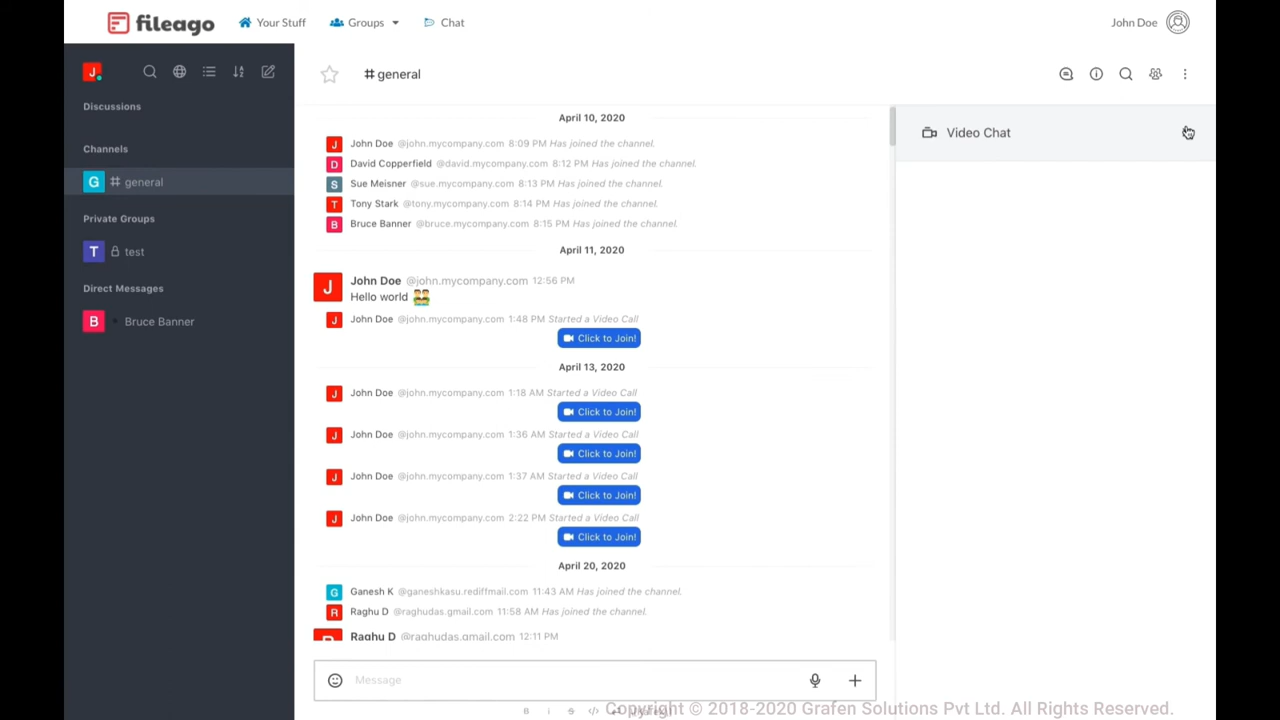 fileago
Your Stuff
Groups
Chat
John Doe
J
Discussions
Channels
G # general
Private Groups
T test
Direct Messages
B Bruce Banner
# general
Video Chat
April 10, 2020
J John Doe @john.mycompany.com 8:09 PM Has joined the channel.
D David Copperfield @david.mycompany.com 8:12 PM Has joined the channel.
S Sue Meisner @sue.mycompany.com 8:13 PM Has joined the channel.
T Tony Stark @tony.mycompany.com 8:14 PM Has joined the channel.
B Bruce Banner @bruce.mycompany.com 8:15 PM Has joined the channel.
April 11, 2020
J John Doe @john.mycompany.com 12:56 PM
Hello world
J John Doe @john.mycompany.com 1:48 PM Started a Video Call
Click to Join!
April 13, 2020
J John Doe @john.mycompany.com 1:18 AM Started a Video Call
Click to Join!
J John Doe @john.mycompany.com 1:36 AM Started a Video Call
Click to Join!
J John Doe @john.mycompany.com 1:37 AM Started a Video Call
Click to Join!
J John Doe @john.mycompany.com 2:22 PM Started a Video Call
Click to Join!
April 20, 2020
G Ganesh K @ganeshkasu.rediffmail.com 11:43 AM Has joined the channel.
R Raghu D @raghudas.gmail.com 11:58 AM Has joined the channel.
R Raghu D @raghudas.gmail.com 12:11 PM
Message
B i S </>
Copyright © 2018-2020 Grafen Solutions Pvt Ltd. All Rights Reserved.